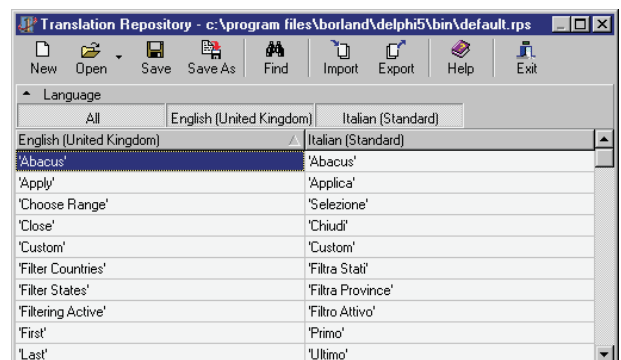 Translation Repository - c:\program files\borland\delphi5\bin\default.rps
New Open Save Save As Find Import Export Help Exit
Language
All English (United Kingdom) Italian (Standard)
English (United Kingdom) Italian (Standard)
'Abacus' 'Abacus'
'Apply' 'Applica'
'Choose Range' 'Selezione'
'Close' 'Chiudi'
'Custom' 'Custom'
'Filter Countries' 'Filtra Stati'
'Filter States' 'Filtra Province'
'Filtering Active' 'Filtro Attivo'
'First' 'Primo'
'Last' 'Ultimo'